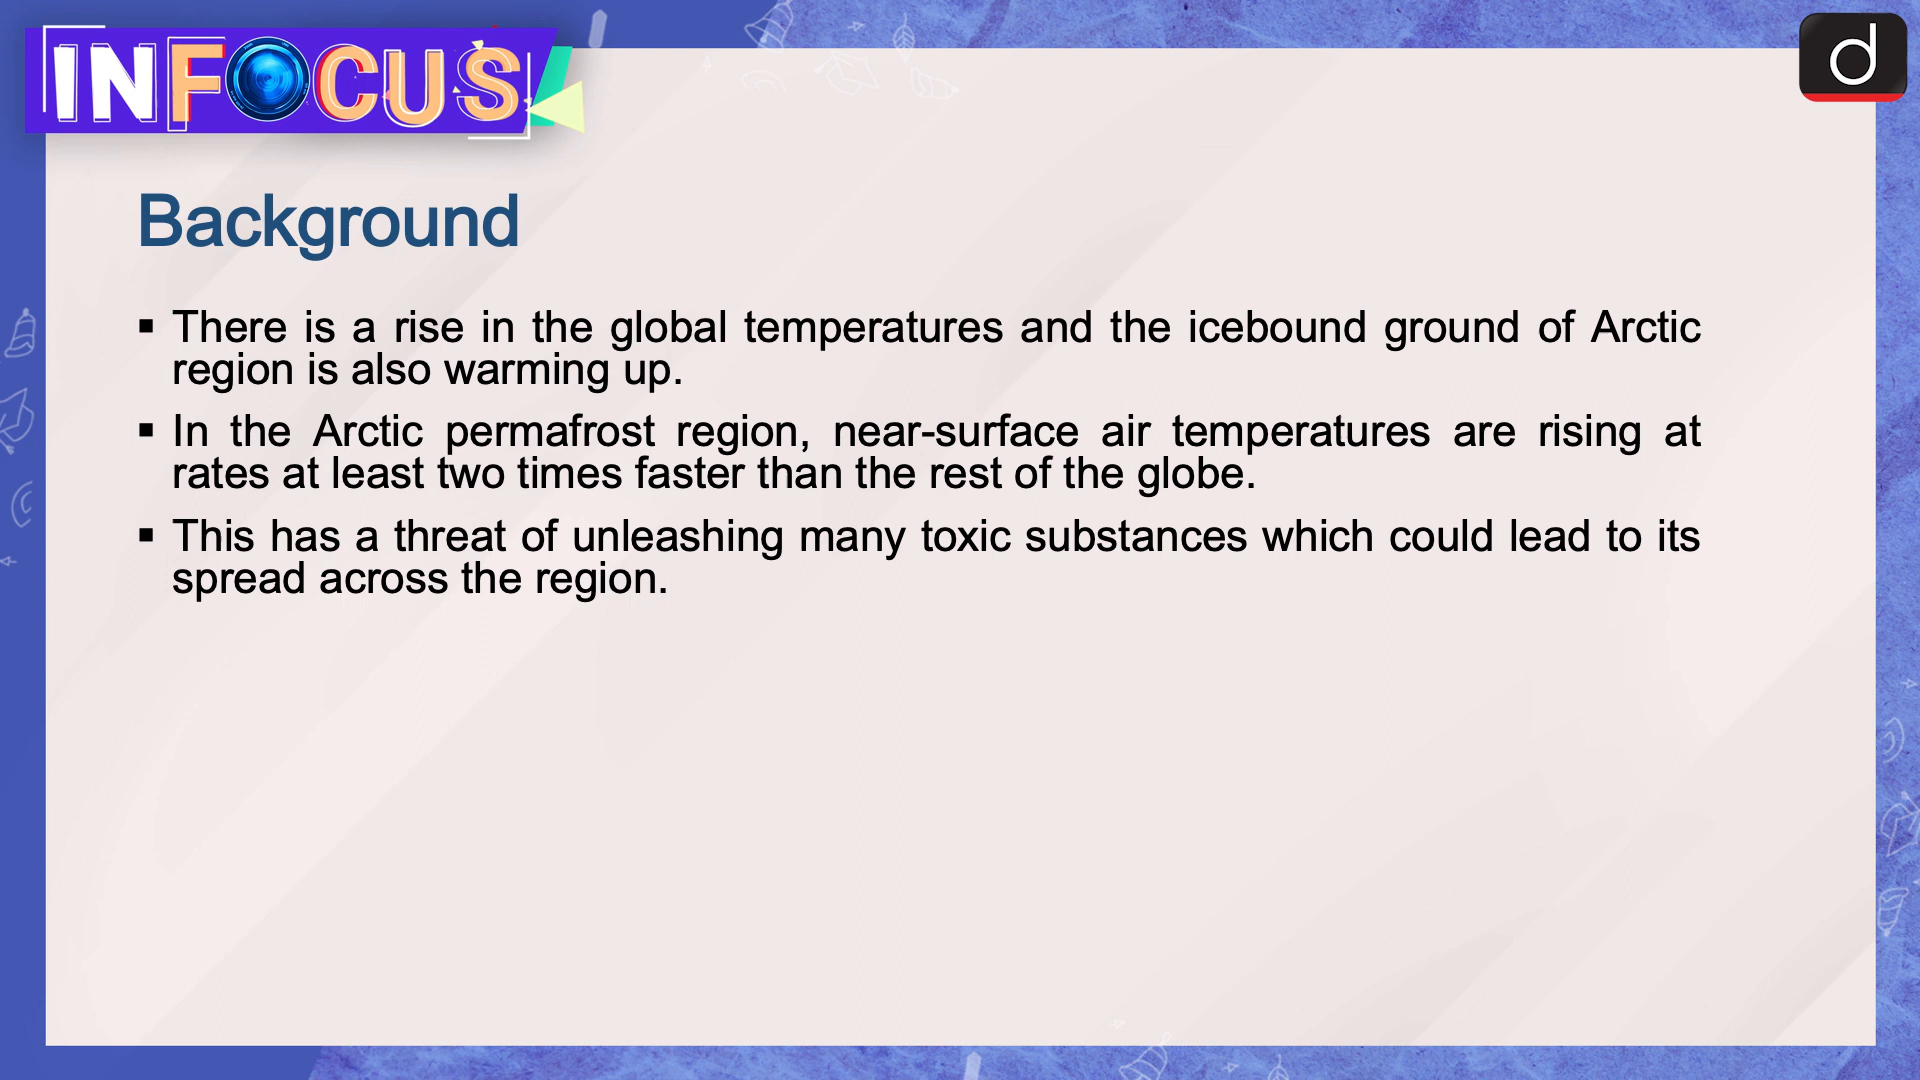 INFOCUS
d
Background
▪ There is a rise in the global temperatures and the icebound ground of Arctic
region is also warming up.
▪ In the Arctic permafrost region, near-surface air temperatures are rising at
rates at least two times faster than the rest of the globe.
▪ This has a threat of unleashing many toxic substances which could lead to its
spread across the region.